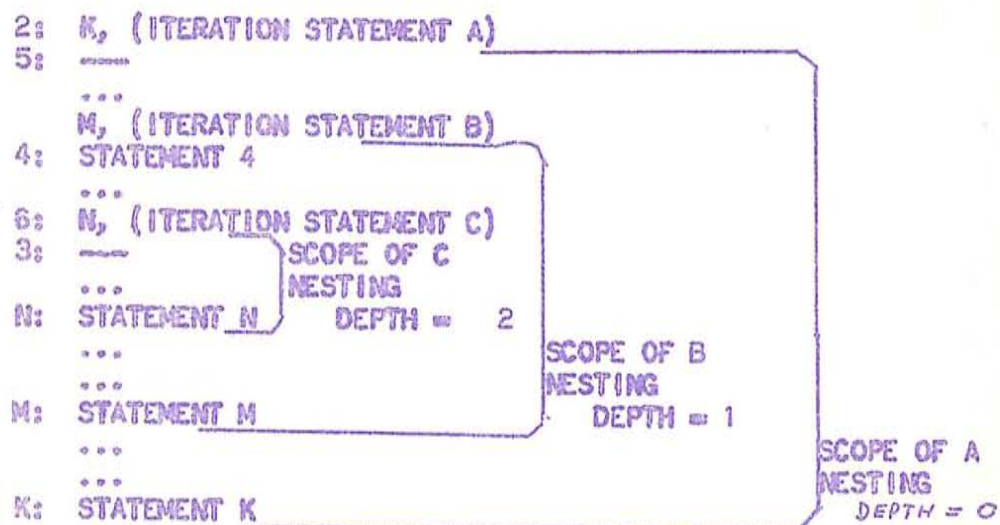 2: K, (ITERATION STATEMENT A)
5: ----
...
M, (ITERATION STATEMENT B)
4: STATEMENT 4
...
6: N, (ITERATION STATEMENT C)
3: ---- SCOPE OF C
... NESTING
N: STATEMENT N DEPTH = 2
... SCOPE OF B
... NESTING
M: STATEMENT M DEPTH = 1
... SCOPE OF A
... NESTING
K: STATEMENT K DEPTH = 0